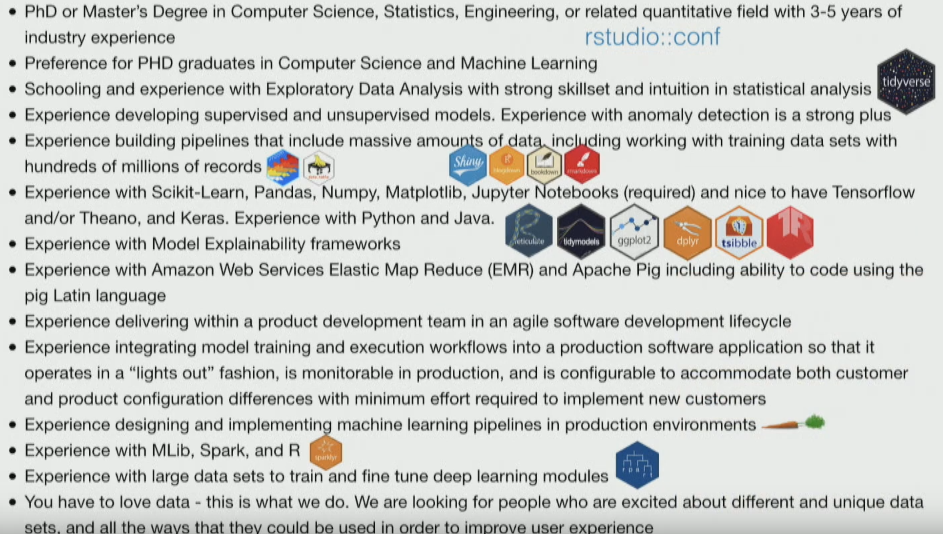 • PhD or Master's Degree in Computer Science, Statistics, Engineering, or related quantitative field with 3-5 years of
industry experience
rstudio::conf
• Preference for PHD graduates in Computer Science and Machine Learning
• Schooling and experience with Exploratory Data Analysis with strong skillset and intuition in statistical analysis
tidyverse
• Experience developing supervised and unsupervised models. Experience with anomaly detection is a strong plus
• Experience building pipelines that include massive amounts of data, including working with training data sets with
hundreds of millions of records
Shiny
blogdown
bookdown
rmarkdown
• Experience with Scikit-Learn, Pandas, Numpy, Matplotlib, Jupyter Notebooks (required) and nice to have Tensorflow
and/or Theano, and Keras. Experience with Python and Java.
reticulate
tidymodels
ggplot2
dplyr
tsibble
• Experience with Model Explainability frameworks
• Experience with Amazon Web Services Elastic Map Reduce (EMR) and Apache Pig including ability to code using the
pig Latin language
• Experience delivering within a product development team in an agile software development lifecycle
• Experience integrating model training and execution workflows into a production software application so that it
operates in a “lights out” fashion, is monitorable in production, and is configurable to accommodate both customer
and product configuration differences with minimum effort required to implement new customers
• Experience designing and implementing machine learning pipelines in production environments
• Experience with MLib, Spark, and R
sparklyr
• Experience with large data sets to train and fine tune deep learning modules
• You have to love data - this is what we do. We are looking for people who are excited about different and unique data
sets, and all the ways that they could be used in order to improve user experience